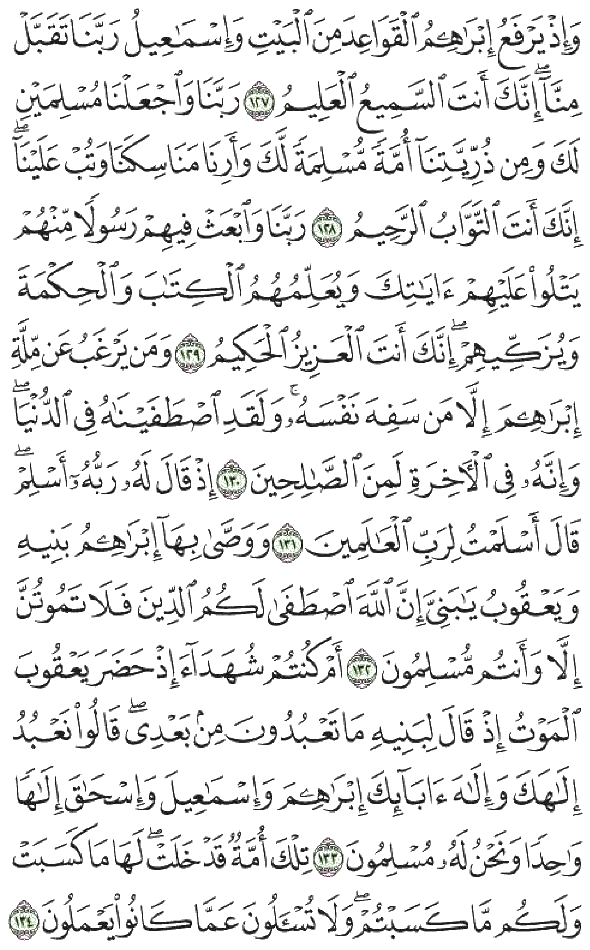 وَإِذْ يَرْفَعُ إِبْرَٰهِـۧمُ ٱلْقَوَاعِدَ مِنَ ٱلْبَيْتِ وَإِسْمَٰعِيلُ رَبَّنَا تَقَبَّلْ
مِنَّآ ۖ إِنَّكَ أَنتَ ٱلسَّمِيعُ ٱلْعَلِيمُ ١٢٧ رَبَّنَا وَٱجْعَلْنَا مُسْلِمَيْنِ
لَكَ وَمِن ذُرِّيَّتِنَآ أُمَّةً مُّسْلِمَةً لَّكَ وَأَرِنَا مَنَاسِكَنَا وَتُبْ عَلَيْنَآ ۖ
إِنَّكَ أَنتَ ٱلتَّوَّابُ ٱلرَّحِيمُ ١٢٨ رَبَّنَا وَٱبْعَثْ فِيهِمْ رَسُولًا مِّنْهُمْ
يَتْلُوا۟ عَلَيْهِمْ ءَايَٰتِكَ وَيُعَلِّمُهُمُ ٱلْكِتَٰبَ وَٱلْحِكْمَةَ
وَيُزَكِّيهِمْ ۖ إِنَّكَ أَنتَ ٱلْعَزِيزُ ٱلْحَكِيمُ ١٢٩ وَمَن يَرْغَبُ عَن مِّلَّةِ
إِبْرَٰهِـۧمَ إِلَّا مَن سَفِهَ نَفْسَهُۥ ۚ وَلَقَدِ ٱصْطَفَيْنَٰهُ فِى ٱلدُّنْيَا ۖ
وَإِنَّهُۥ فِى ٱلْءَاخِرَةِ لَمِنَ ٱلصَّٰلِحِينَ ١٣٠ إِذْ قَالَ لَهُۥ رَبُّهُۥٓ أَسْلِمْ ۖ
قَالَ أَسْلَمْتُ لِرَبِّ ٱلْعَٰلَمِينَ ١٣١ وَوَصَّىٰ بِهَآ إِبْرَٰهِـۧمُ بَنِيهِ
وَيَعْقُوبُ يَٰبَنِىَّ إِنَّ ٱللَّهَ ٱصْطَفَىٰ لَكُمُ ٱلدِّينَ فَلَا تَمُوتُنَّ
إِلَّا وَأَنتُم مُّسْلِمُونَ ١٣٢ أَمْ كُنتُمْ شُهَدَآءَ إِذْ حَضَرَ يَعْقُوبَ
ٱلْمَوْتُ إِذْ قَالَ لِبَنِيهِ مَا تَعْبُدُونَ مِنۢ بَعْدِى ۖ قَالُوا۟ نَعْبُدُ
إِلَٰهَكَ وَإِلَٰهَ ءَابَآئِكَ إِبْرَٰهِـۧمَ وَإِسْمَٰعِيلَ وَإِسْحَٰقَ إِلَٰهًا
وَٰحِدًا وَنَحْنُ لَهُۥ مُسْلِمُونَ ١٣٣ تِلْكَ أُمَّةٌ قَدْ خَلَتْ ۖ لَهَا مَا كَسَبَتْ
وَلَكُم مَّا كَسَبْتُمْ ۖ وَلَا تُسْـَٔلُونَ عَمَّا كَانُوا۟ يَعْمَلُونَ ١٣٤